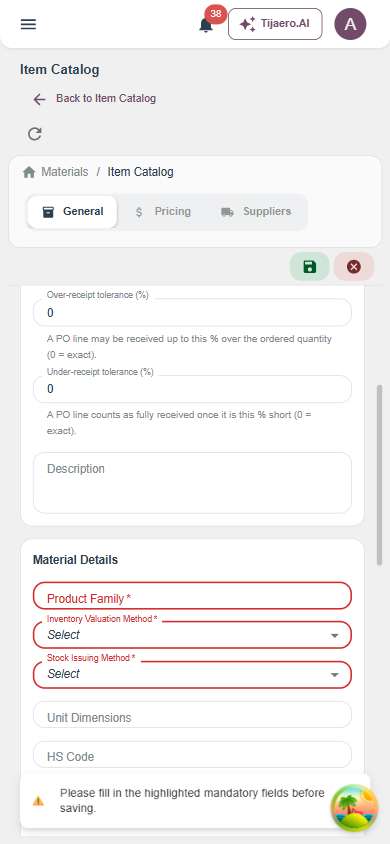 38
Tijaero.AI
A
Item Catalog
Back to Item Catalog
Materials / Item Catalog
General
Pricing
Suppliers
Over-receipt tolerance (%)
0
A PO line may be received up to this % over the ordered quantity
(0 = exact).
Under-receipt tolerance (%)
0
A PO line counts as fully received once it is this % short (0 =
exact).
Description
Material Details
Product Family *
Inventory Valuation Method *
Select
Stock Issuing Method *
Select
Unit Dimensions
HS Code
Please fill in the highlighted mandatory fields before
saving.